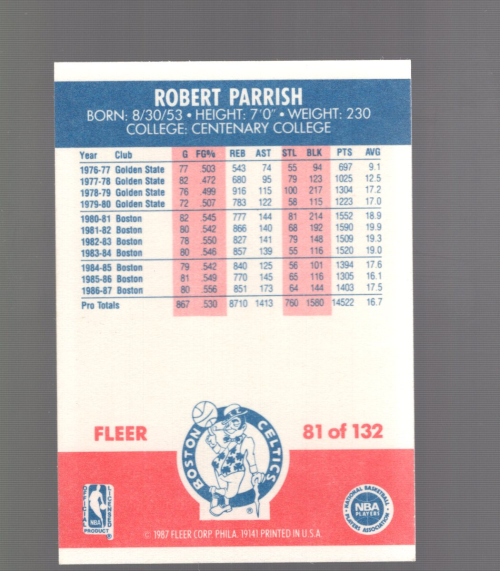 ROBERT PARRISH
BORN: 8/30/53 • HEIGHT: 7'0" • WEIGHT: 230
COLLEGE: CENTENARY COLLEGE
Year Club G FG% REB AST STL BLK PTS AVG
1976-77 Golden State 77 .503 543 74 55 94 697 9.1
1977-78 Golden State 82 .472 680 95 79 123 1025 12.5
1978-79 Golden State 76 .499 916 115 100 217 1304 17.2
1979-80 Golden State 72 .507 783 122 58 115 1223 17.0
1980-81 Boston 82 .545 777 144 81 214 1552 18.9
1981-82 Boston 80 .542 866 140 68 192 1590 19.9
1982-83 Boston 78 .550 827 141 79 148 1509 19.3
1983-84 Boston 80 .546 857 139 55 116 1520 19.0
1984-85 Boston 79 .542 840 125 56 101 1394 17.6
1985-86 Boston 81 .549 770 145 65 116 1305 16.1
1986-87 Boston 80 .556 851 173 64 144 1403 17.5
Pro Totals 867 .530 8710 1413 760 1580 14522 16.7
FLEER
81 of 132
BOSTON CELTICS
OFFICIAL LICENSED
NBA
PRODUCT
NATIONAL BASKETBALL
NBA
PLAYERS
PLAYERS ASSOCIATION
© 1987 FLEER CORP. PHILA. 19141 PRINTED IN U.S.A.